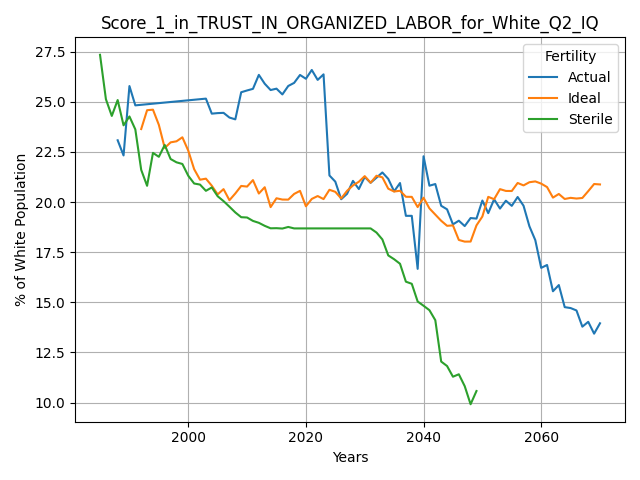 Score_1_in_TRUST_IN_ORGANIZED_LABOR_for_White_Q2_IQ
27.5
25.0
22.5
20.0
17.5
15.0
12.5
10.0
% of White Population
Fertility
Actual
Ideal
Sterile
2000
2020
2040
2060
Years